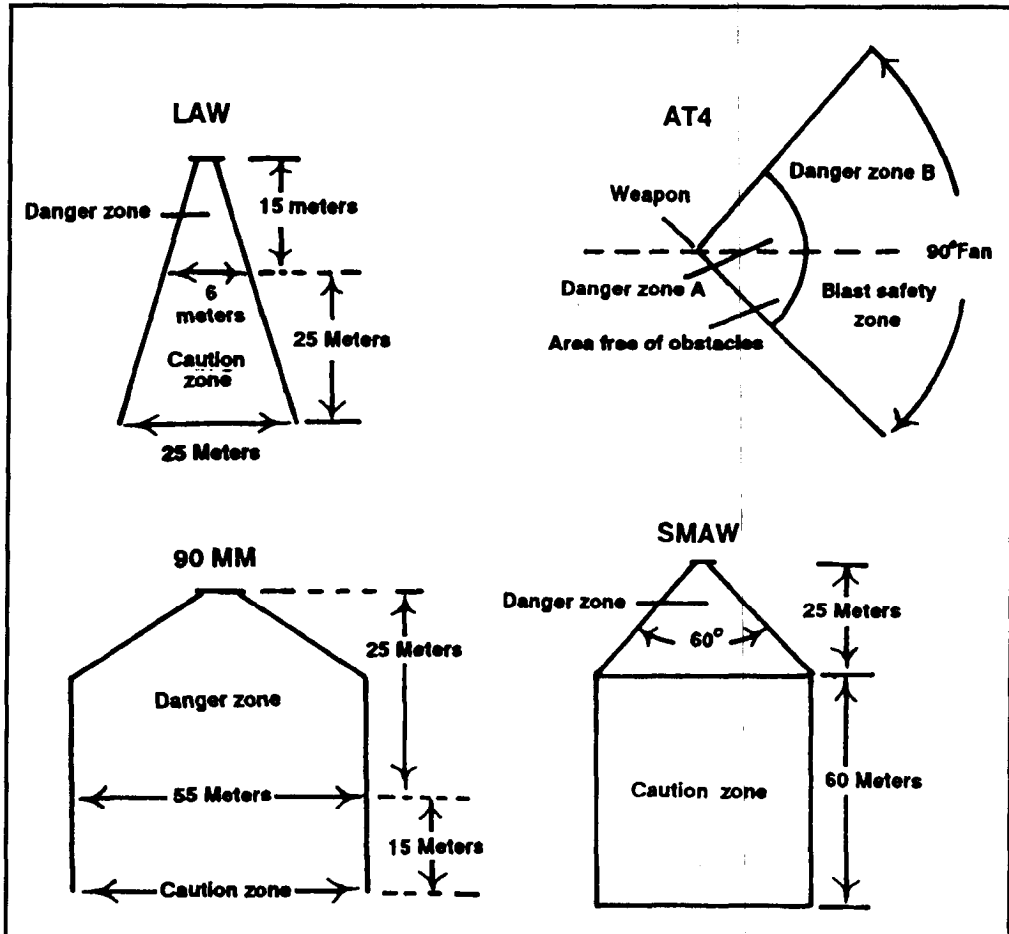 LAW
Danger zone
15 meters
6
meters
Caution
zone
25 Meters
25 Meters
AT4
Danger zone B
Weapon
90°Fan
Danger zone A
Blast safety
zone
Area free of obstacles
90 MM
25 Meters
Danger zone
55 Meters
15 Meters
Caution zone
SMAW
Danger zone
25 Meters
60°
60 Meters
Caution zone